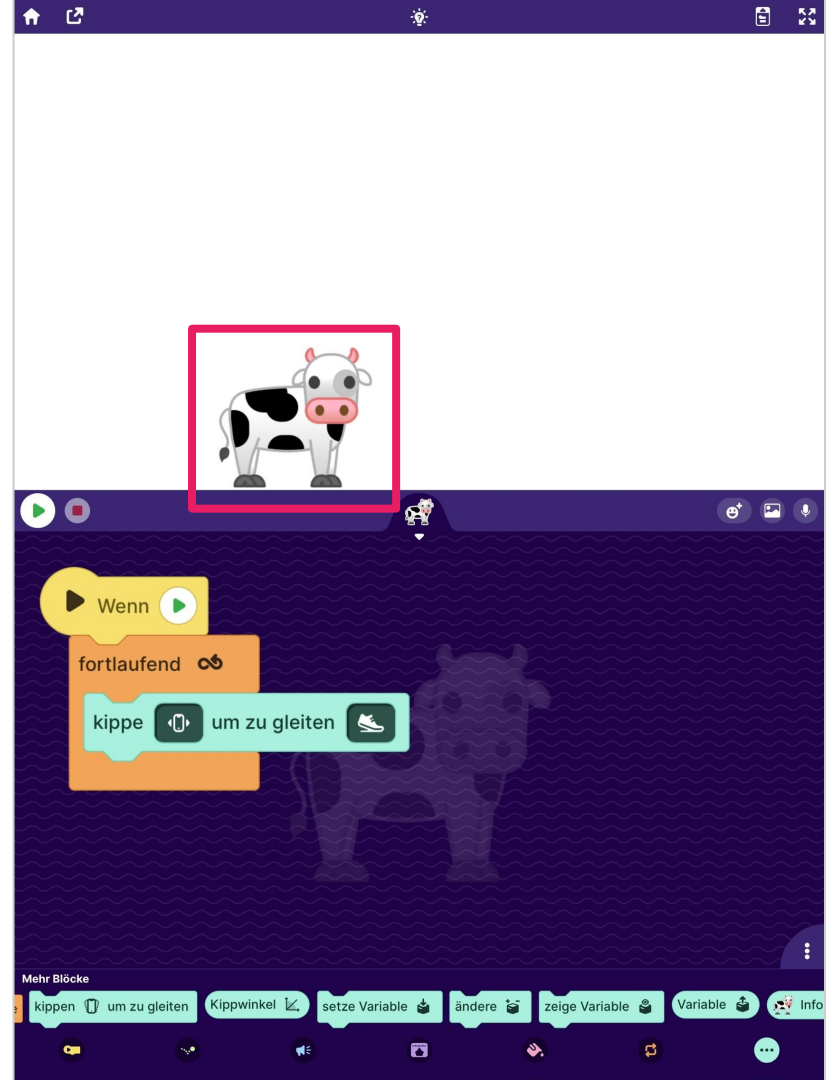 Wenn
fortlaufend
kippe um zu gleiten
Mehr Blöcke
kippen um zu gleiten Kippwinkel setze Variable ändere zeige Variable Variable Info